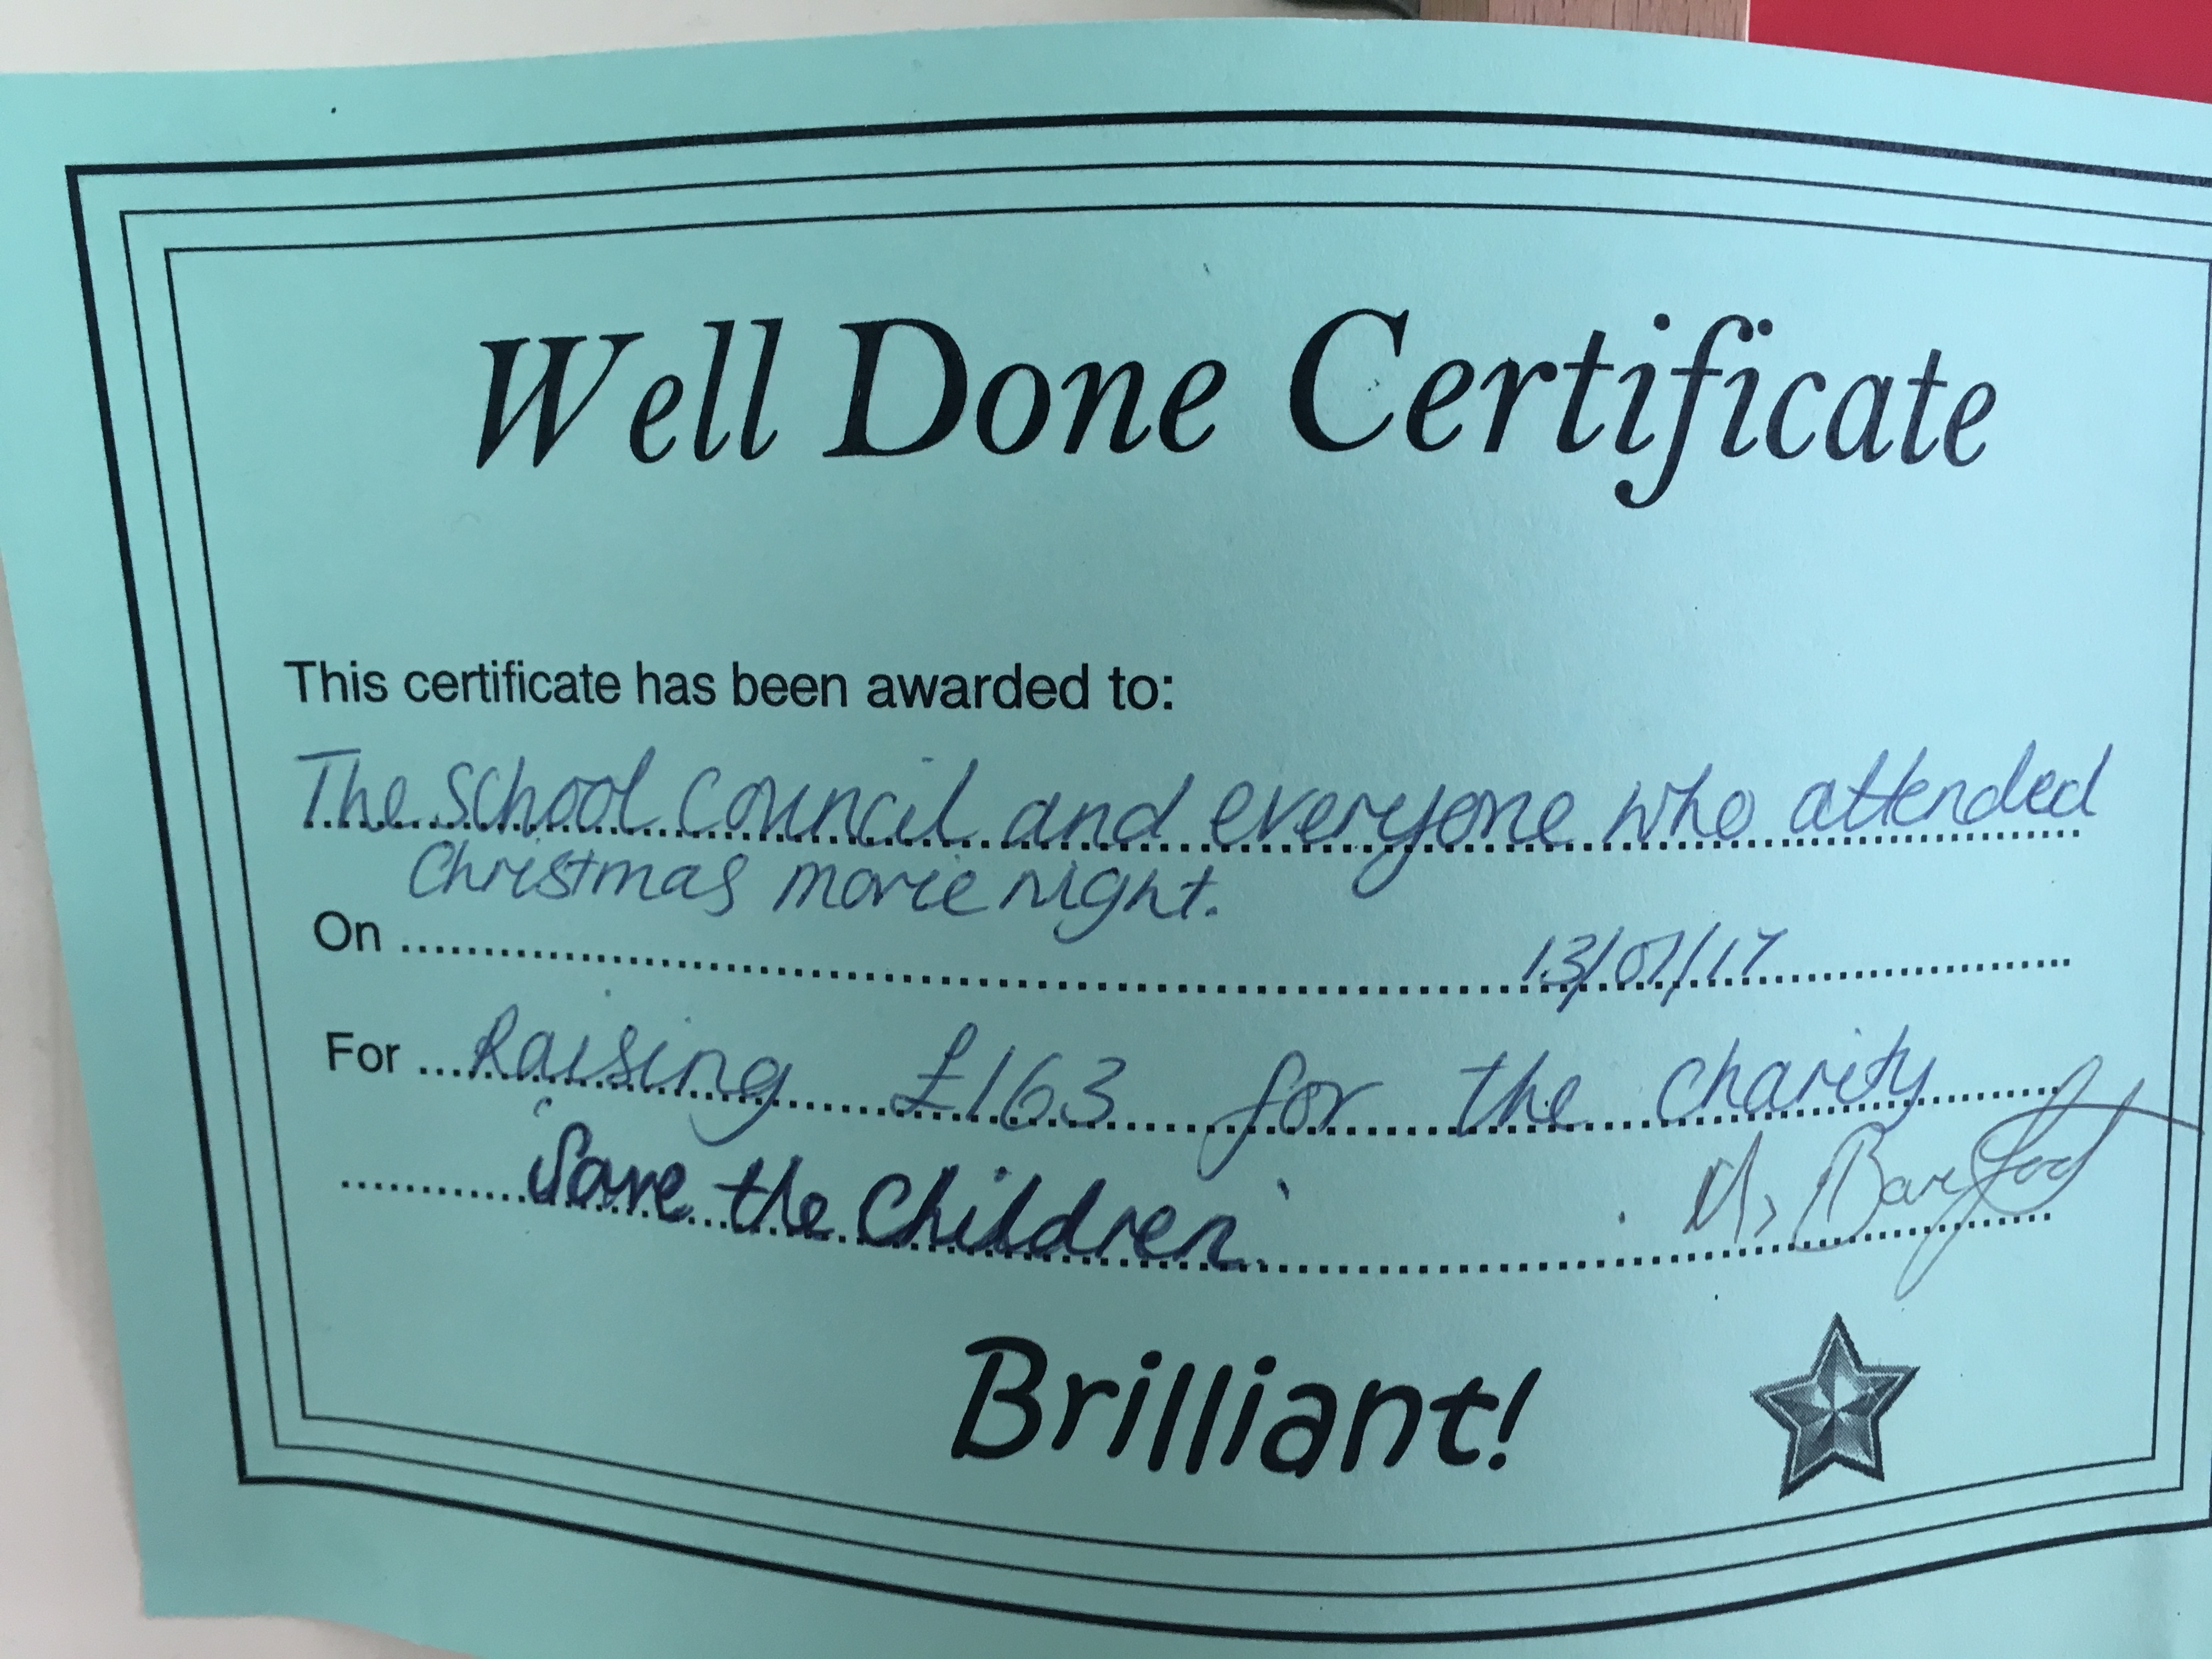 Well Done Certificate
This certificate has been awarded to:
The School Council and everyone who attended
Christmas movie night.
On 13/01/17
For Raising £163 for the charity
'Save the Children.'
Brilliant!